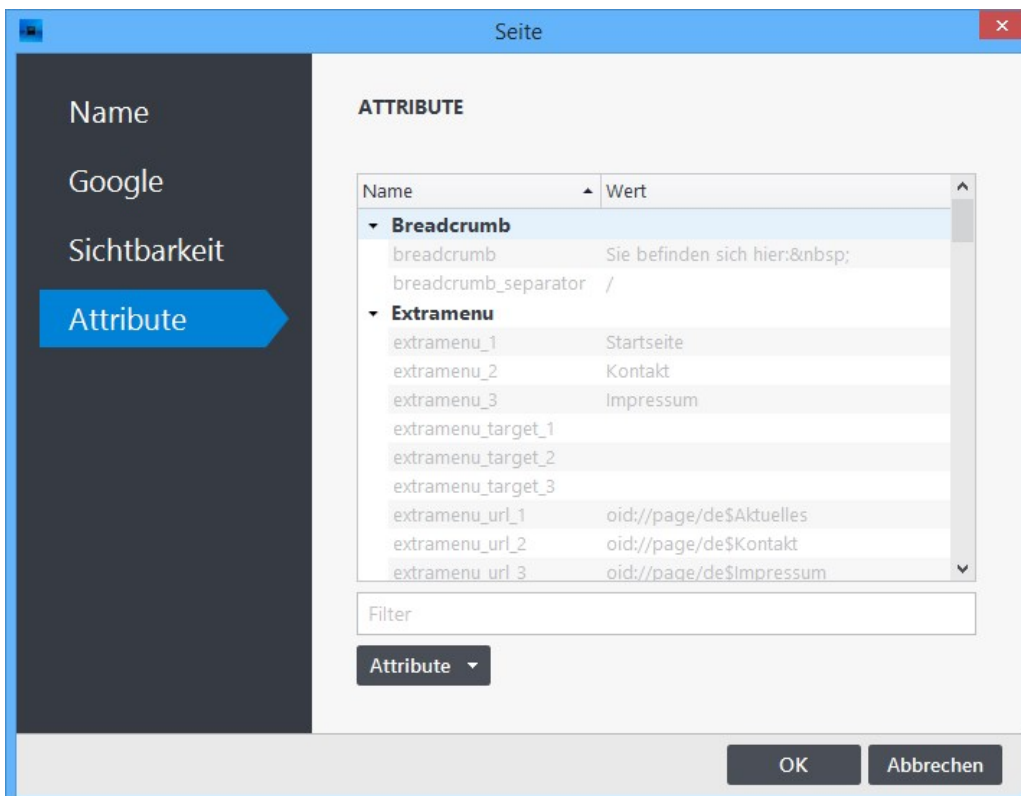 Seite
Name
Google
Sichtbarkeit
Attribute
ATTRIBUTE
Name Wert
Breadcrumb
breadcrumb Sie befinden sich hier:&nbsp;
breadcrumb_separator /
Extramenu
extramenu_1 Startseite
extramenu_2 Kontakt
extramenu_3 Impressum
extramenu_target_1
extramenu_target_2
extramenu_target_3
extramenu_url_1 oid://page/de$Aktuelles
extramenu_url_2 oid://page/de$Kontakt
extramenu_url_3 oid://page/de$Impressum
Filter
Attribute
OK Abbrechen